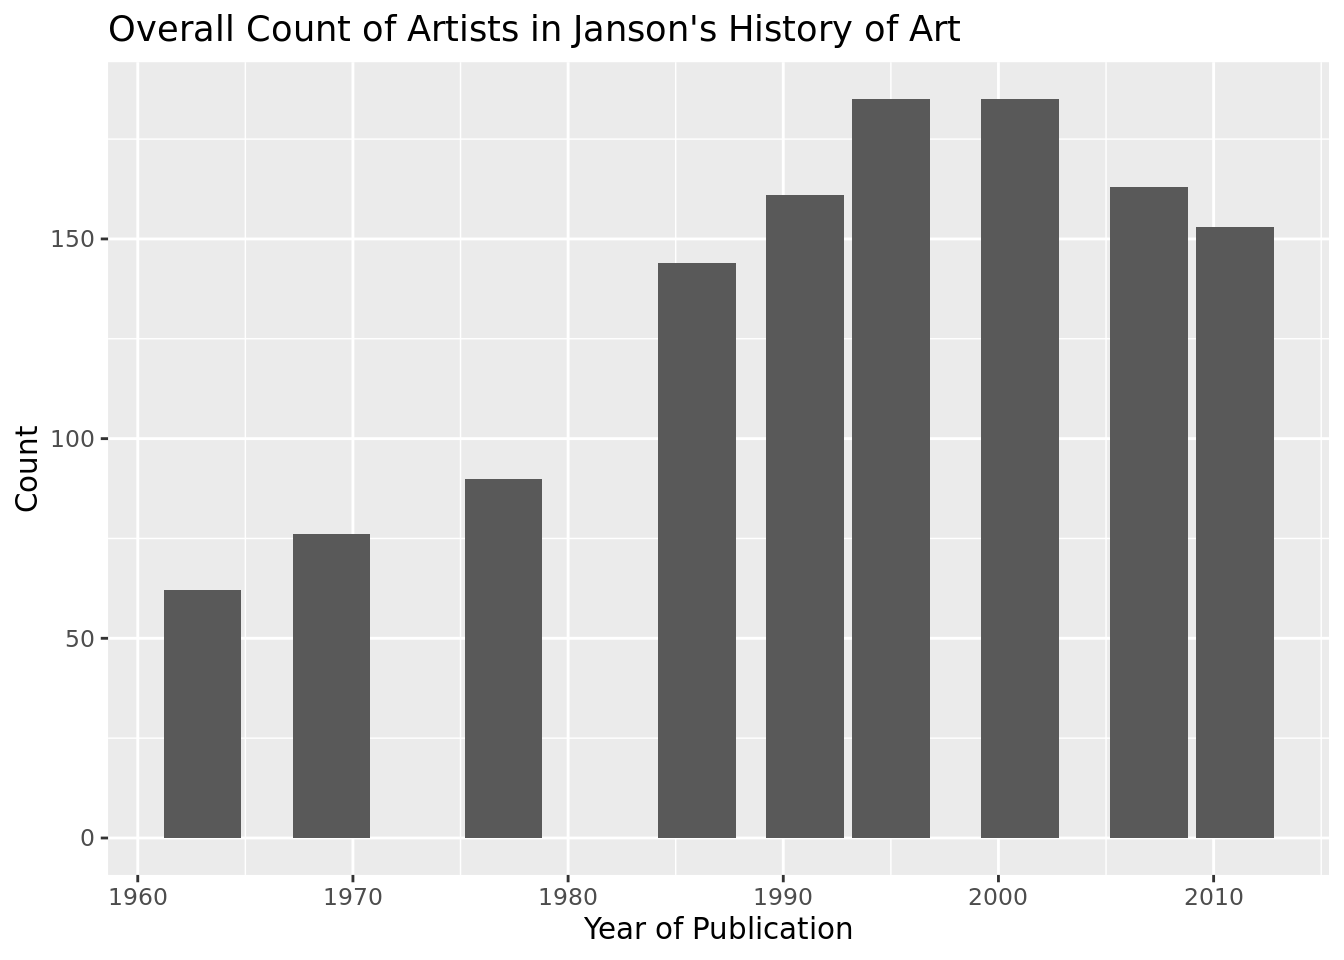 Overall Count of Artists in Janson's History of Art
Count
150
100
50
0
1960 1970 1980 1990 2000 2010
Year of Publication